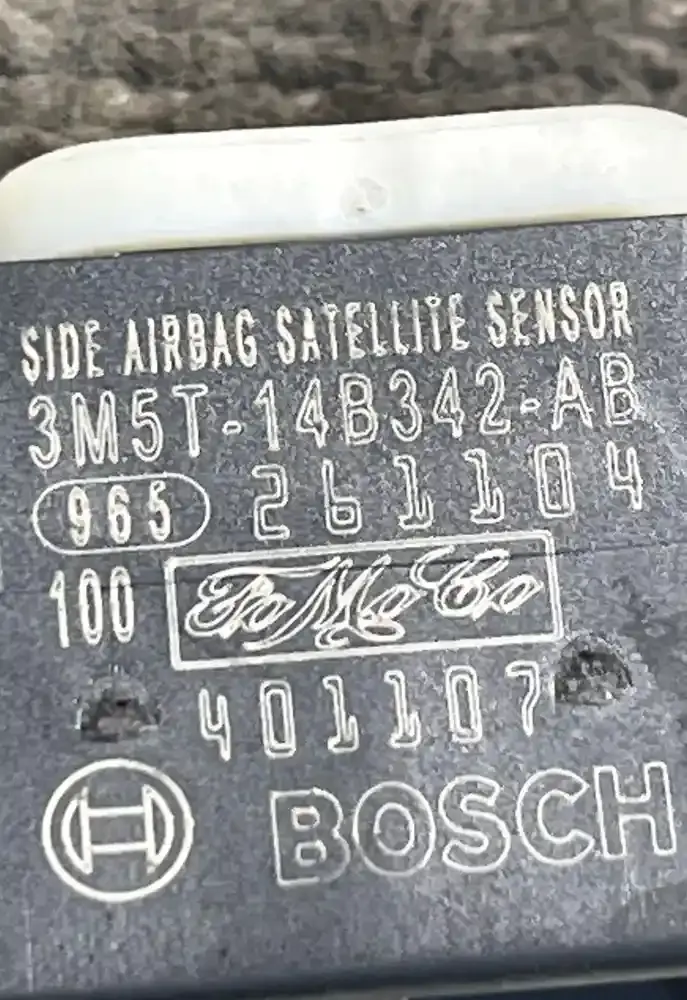 SIDE AIRBAG SATELLITE SENSOR
3M5T-14B342-AB
965 261104
100 FoMoCo
401107
BOSCH